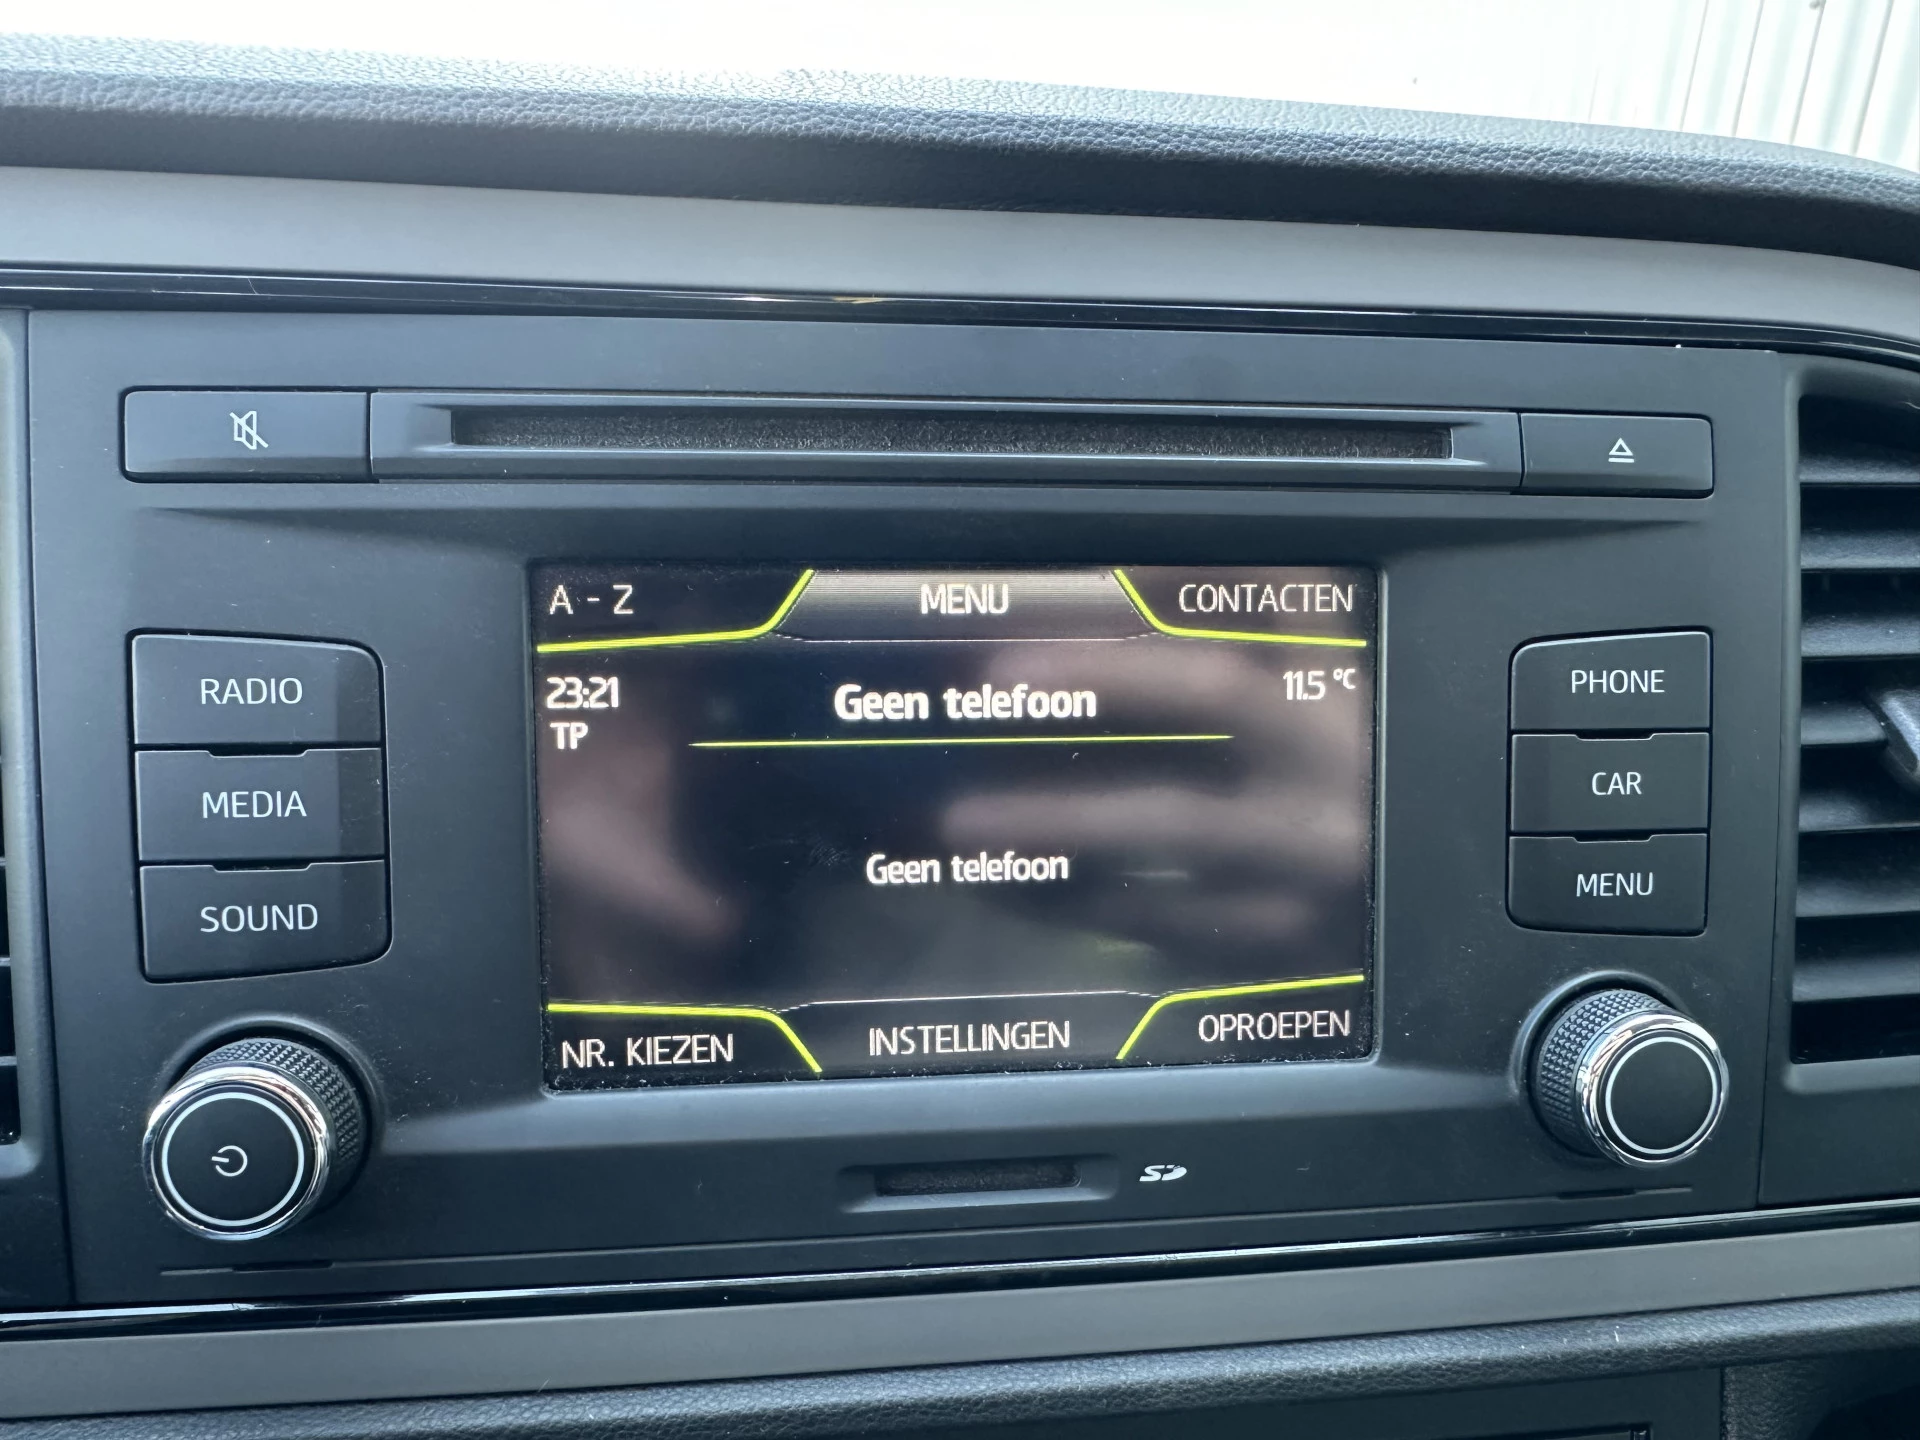 A - Z
MENU
CONTACTEN
23:21
TP
Geen telefoon
11.5 °C
Geen telefoon
NR. KIEZEN
INSTELLINGEN
OPROEPEN
RADIO
MEDIA
SOUND
PHONE
CAR
MENU
SD